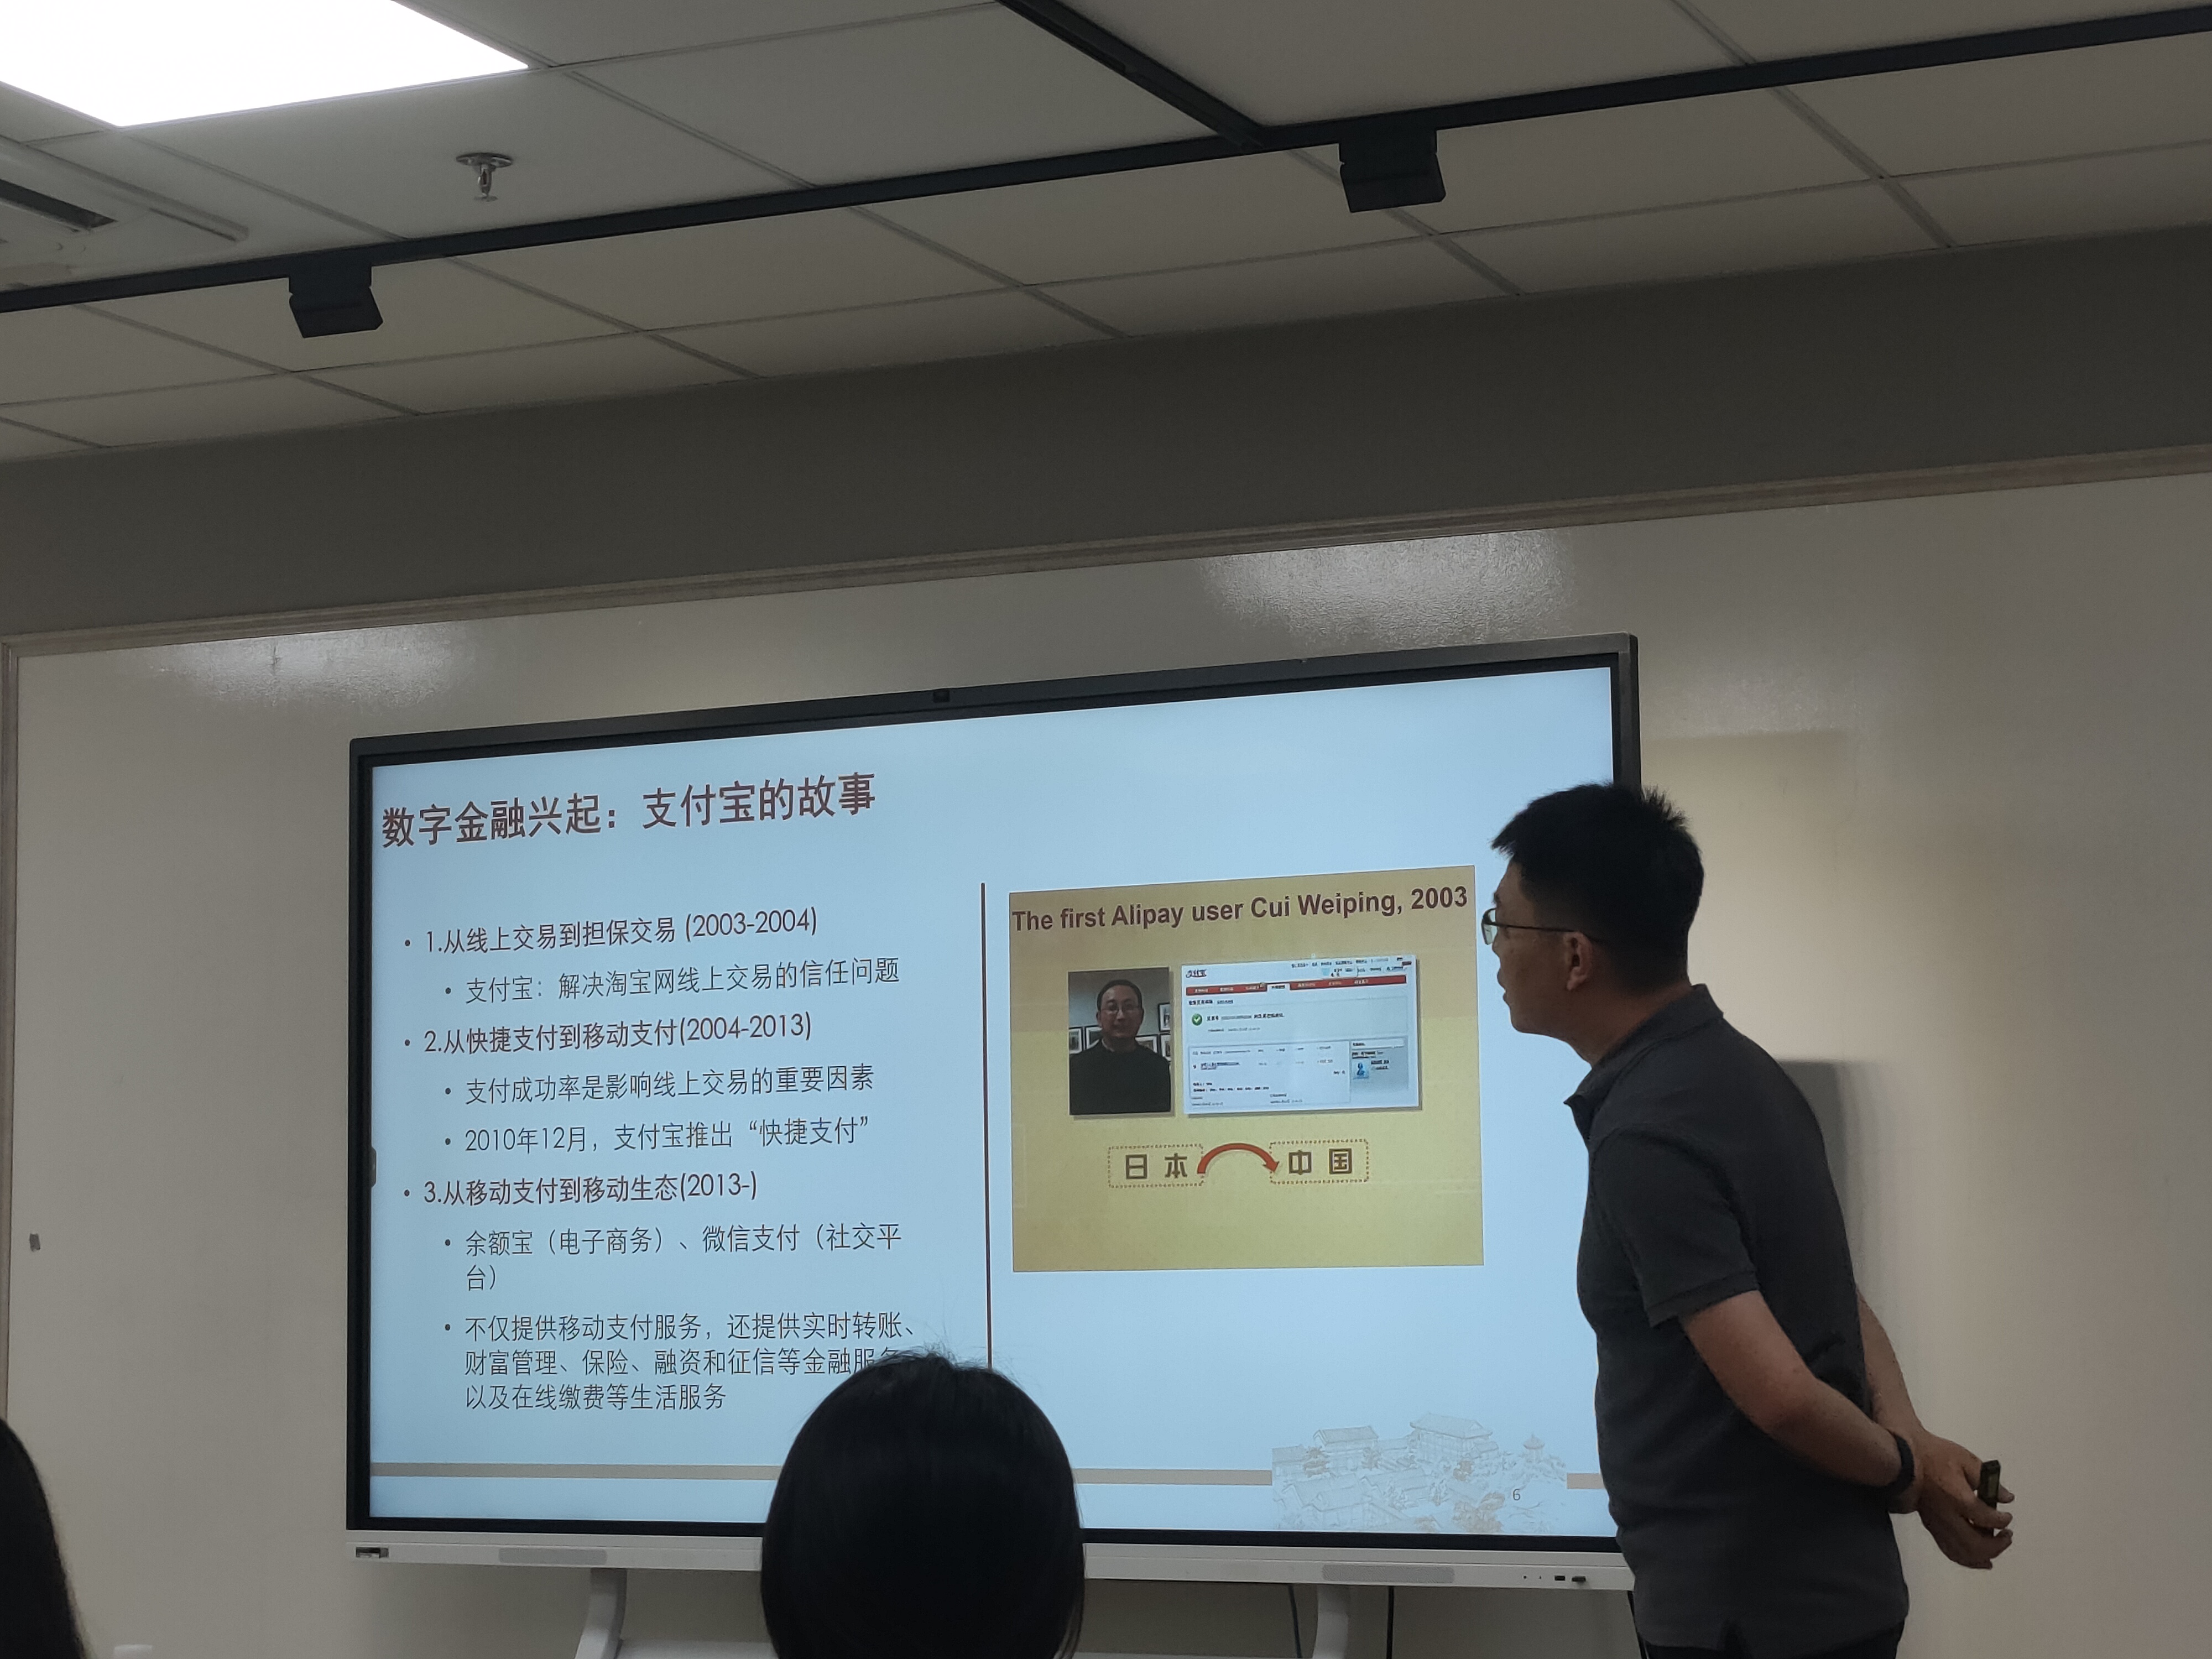 数字金融兴起：支付宝的故事
• 1.从线上交易到担保交易 (2003-2004)
• 支付宝：解决淘宝网线上交易的信任问题
• 2.从快捷支付到移动支付(2004-2013)
• 支付成功率是影响线上交易的重要因素
• 2010年12月，支付宝推出“快捷支付”
• 3.从移动支付到移动生态(2013-)
• 余额宝（电子商务）、微信支付（社交平
台）
• 不仅提供移动支付服务，还提供实时转账、
财富管理、保险、融资和征信等金融服
以及在线缴费等生活服务
The first Alipay user Cui Weiping, 2003
支付宝
日本
中国
6